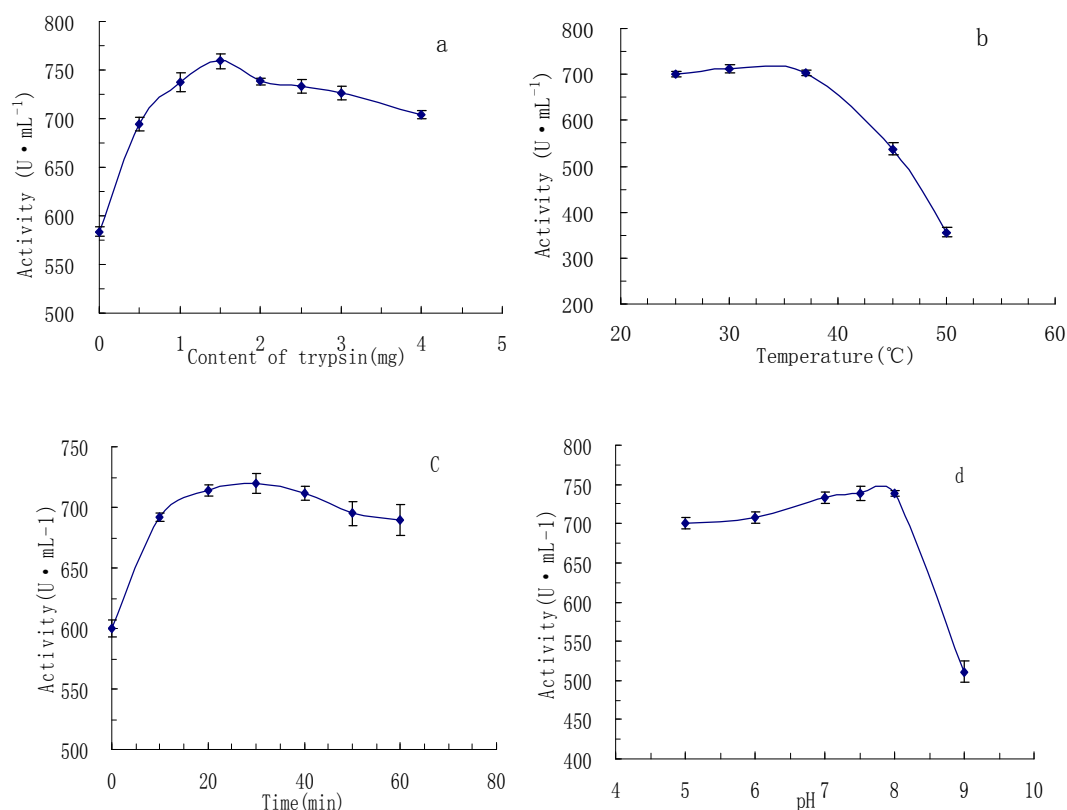 a
Activity (U•mL⁻¹)
800
750
700
650
600
550
500
0 1 2 3 4 5
Content of trypsin(mg)
b
Activity (U•mL⁻¹)
800
700
600
500
400
300
200
20 30 40 50 60
Temperature(℃)
C
Activity(U•mL-1)
750
700
650
600
550
500
0 20 40 60 80
Time(min)
d
Activity(U•mL-1)
800
750
700
650
600
550
500
450
400
4 5 6 7 8 9 10
pH